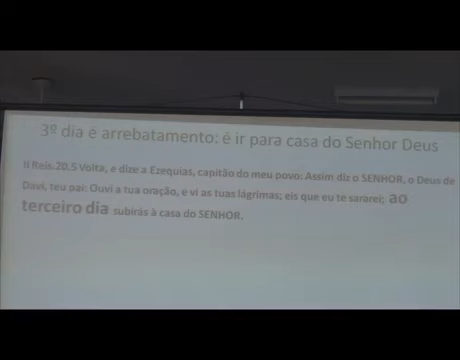 3º dia é arrebatamento: é ir para casa do Senhor Deus
II Reis.20.5 Volta, e dize a Ezequias, capitão do meu povo: Assim diz o SENHOR, o Deus de
Davi, teu pai: Ouvi a tua oração, e vi as tuas lágrimas; eis que eu te sararei; ao
terceiro dia subirás à casa do SENHOR.